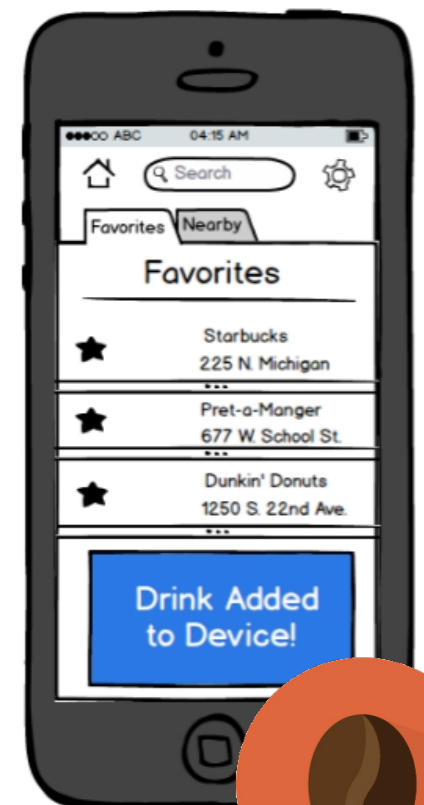 ABC 04:15 AM
Search
Favorites Nearby
Favorites
Starbucks
225 N. Michigan
Pret-a-Manger
677 W. School St.
Dunkin' Donuts
1250 S. 22nd Ave.
Drink Added
to Device!